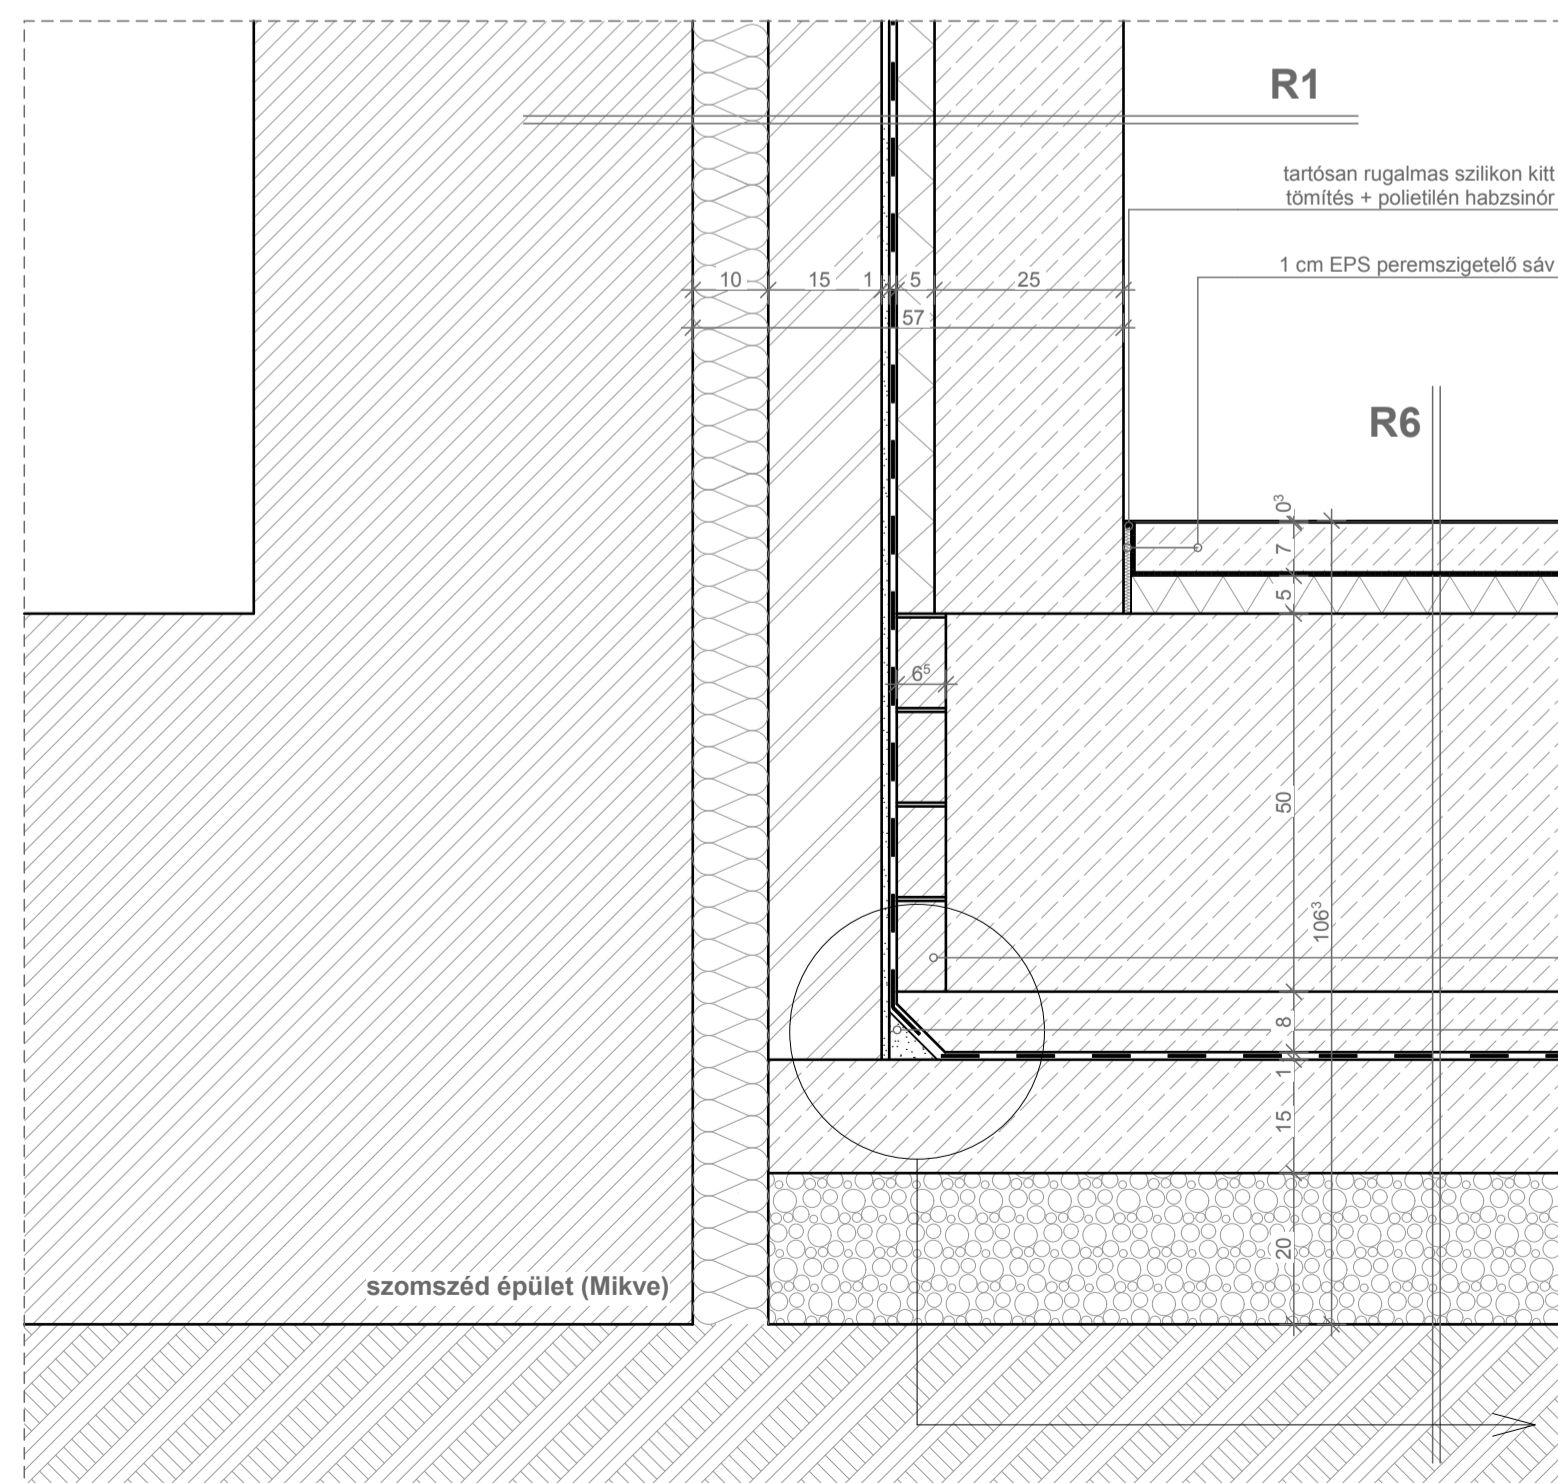 R1
tartósan rugalmas szilikon kitt
tömítés + polietilén habzsinór
1 cm EPS peremszigetelő sáv
10 15 1 5 25
57
R6
0³
7
5
6⁵
50
106³
8
1
15
20
szomszéd épület (Mikve)